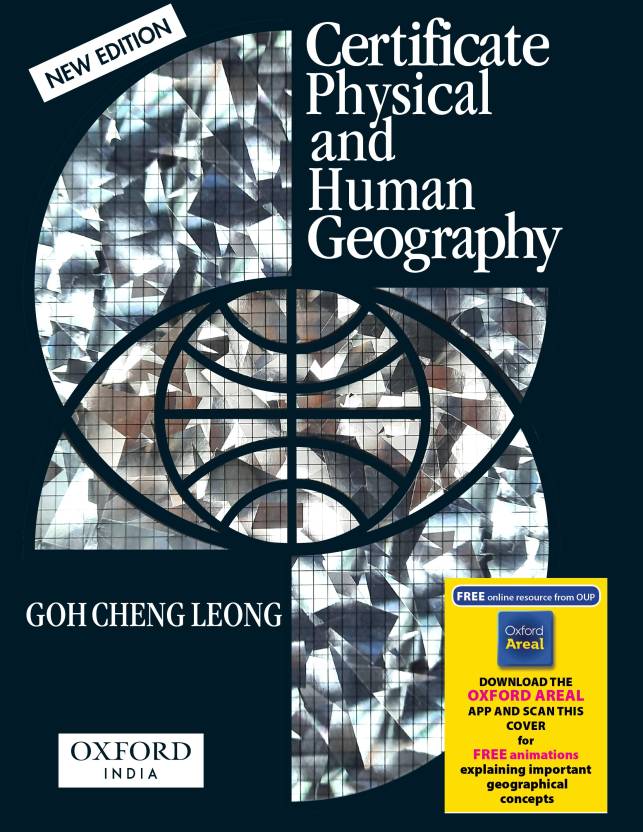 NEW EDITION
Certificate
Physical
and
Human
Geography
GOH CHENG LEONG
OXFORD
INDIA
FREE online resource from OUP
Oxford
Areal
DOWNLOAD THE
OXFORD AREAL
APP AND SCAN THIS
COVER
for
FREE animations
explaining important
geographical
concepts